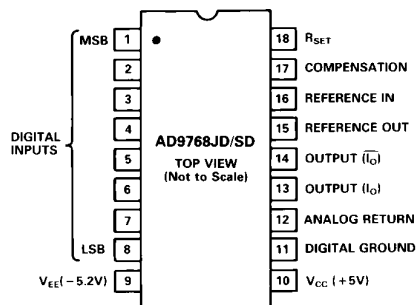 MSB 1
2
3
4
5
6
7
LSB 8
VEE(−5.2V) 9
DIGITAL
INPUTS
AD9768JD/SD
TOP VIEW
(Not to Scale)
18 RSET
17 COMPENSATION
16 REFERENCE IN
15 REFERENCE OUT
14 OUTPUT (I̅O̅)
13 OUTPUT (IO)
12 ANALOG RETURN
11 DIGITAL GROUND
10 VCC (+5V)